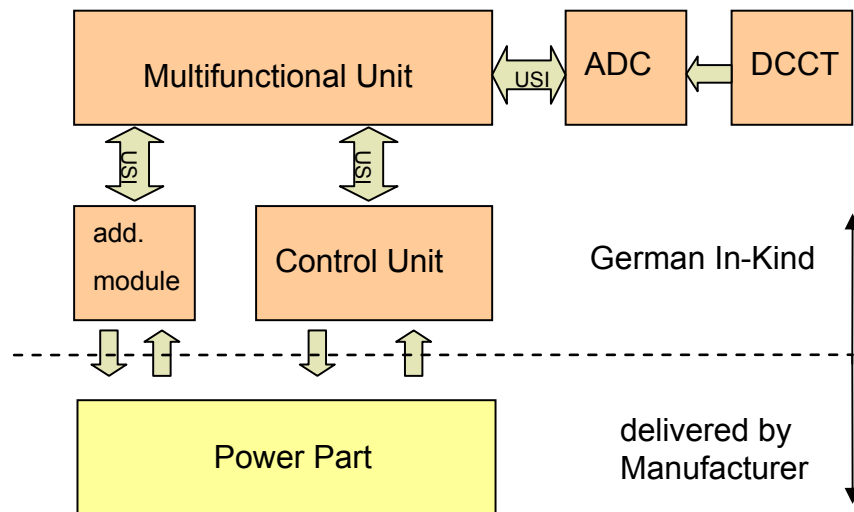 Multifunctional Unit
USI
ADC
DCCT
USI
USI
add.
module
Control Unit
German In-Kind
Power Part
delivered by
Manufacturer